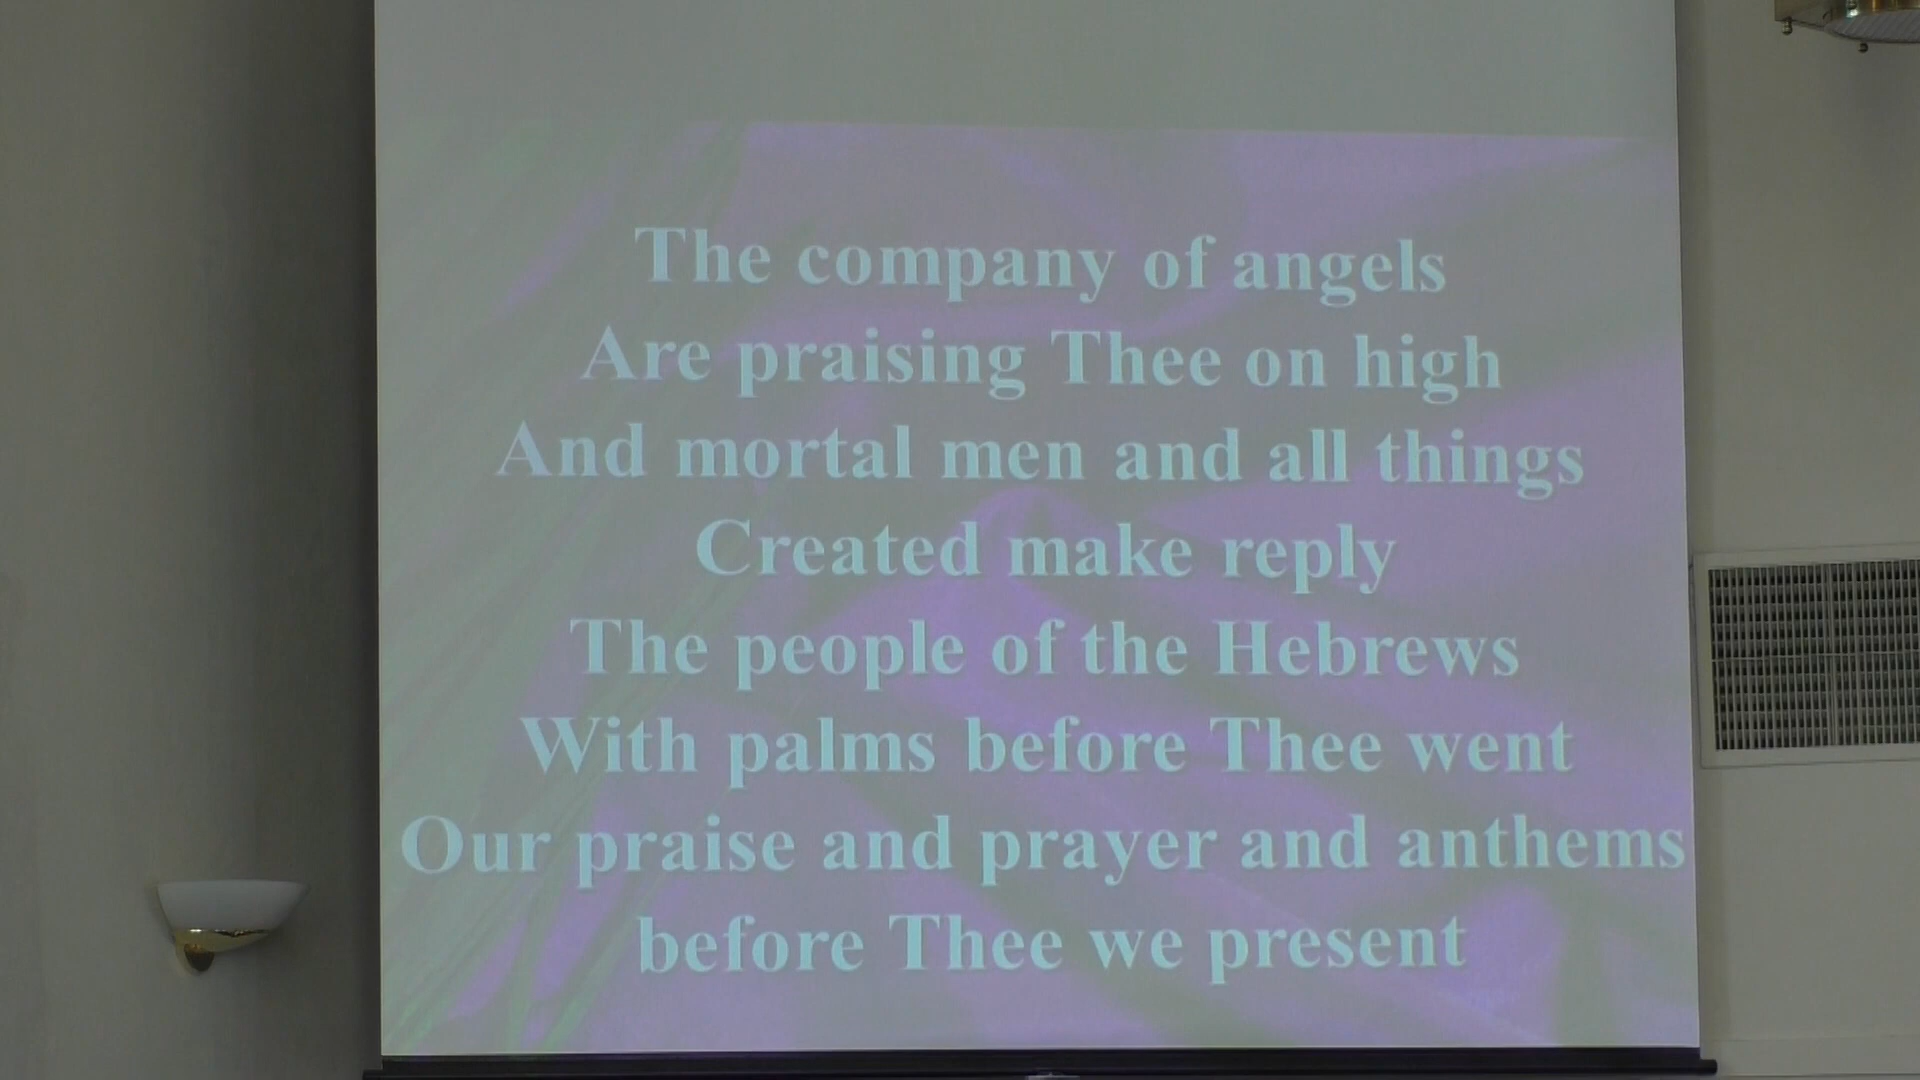 The company of angels
Are praising Thee on high
And mortal men and all things
Created make reply
The people of the Hebrews
With palms before Thee went
Our praise and prayer and anthems
before Thee we present